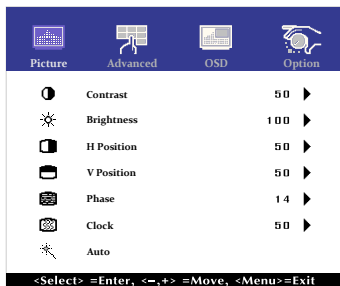 Picture Advanced OSD Option
Contrast 50
Brightness 100
H Position 50
V Position 50
Phase 14
Clock 50
Auto
<Select> =Enter, <−,+> =Move, <Menu>=Exit